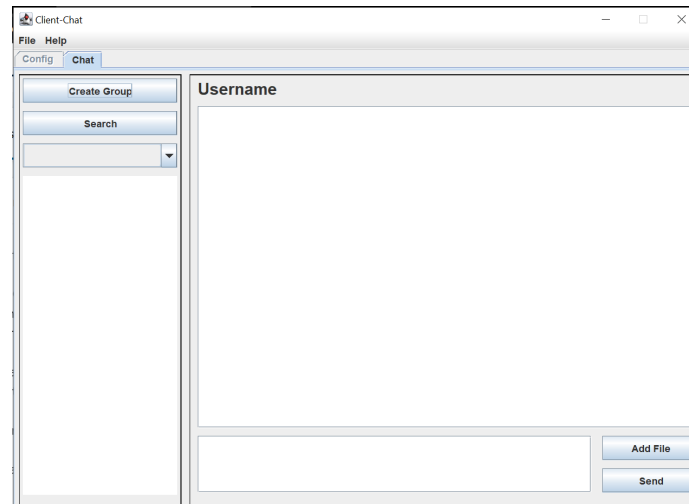 Client-Chat
File Help
Config Chat
Create Group
Search
Username
Add File
Send